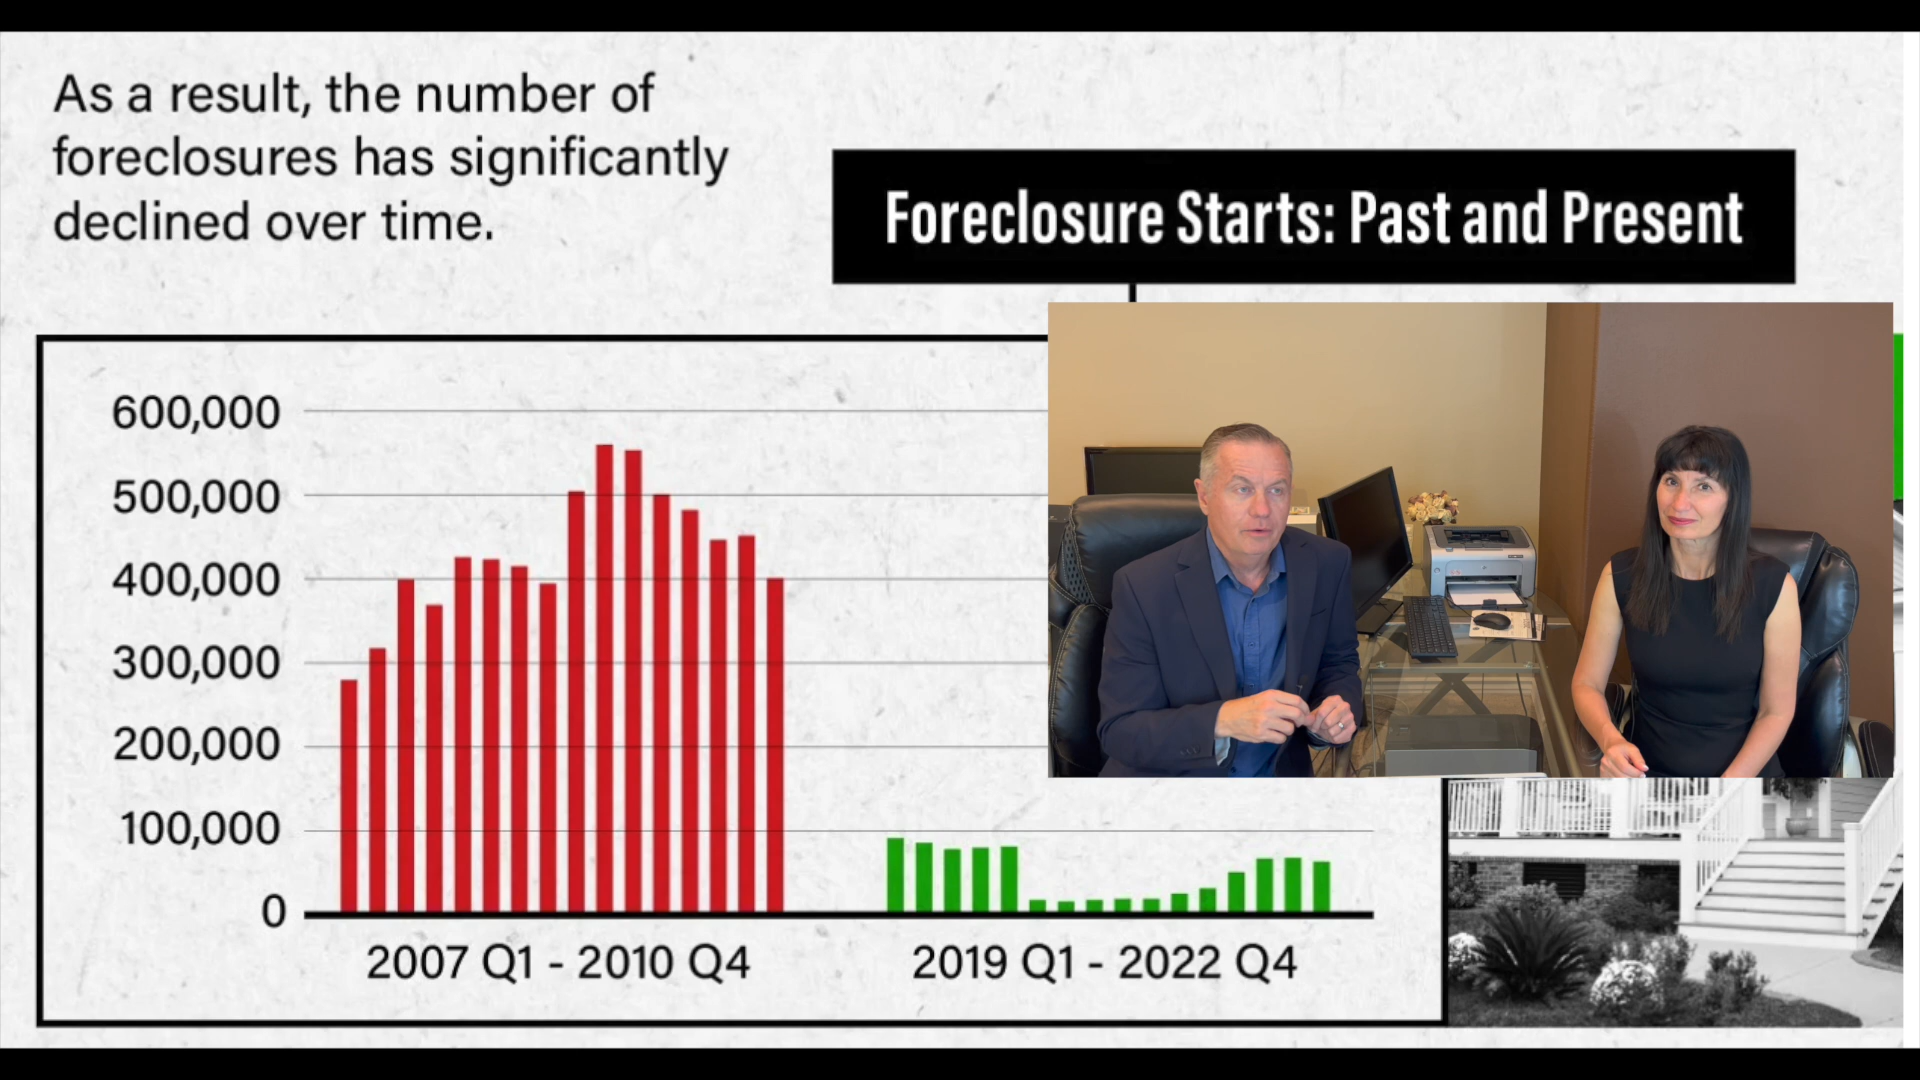 As a result, the number of
foreclosures has significantly
declined over time.
Foreclosure Starts: Past and Present
600,000
500,000
400,000
300,000
200,000
100,000
0
2007 Q1 - 2010 Q4
2019 Q1 - 2022 Q4